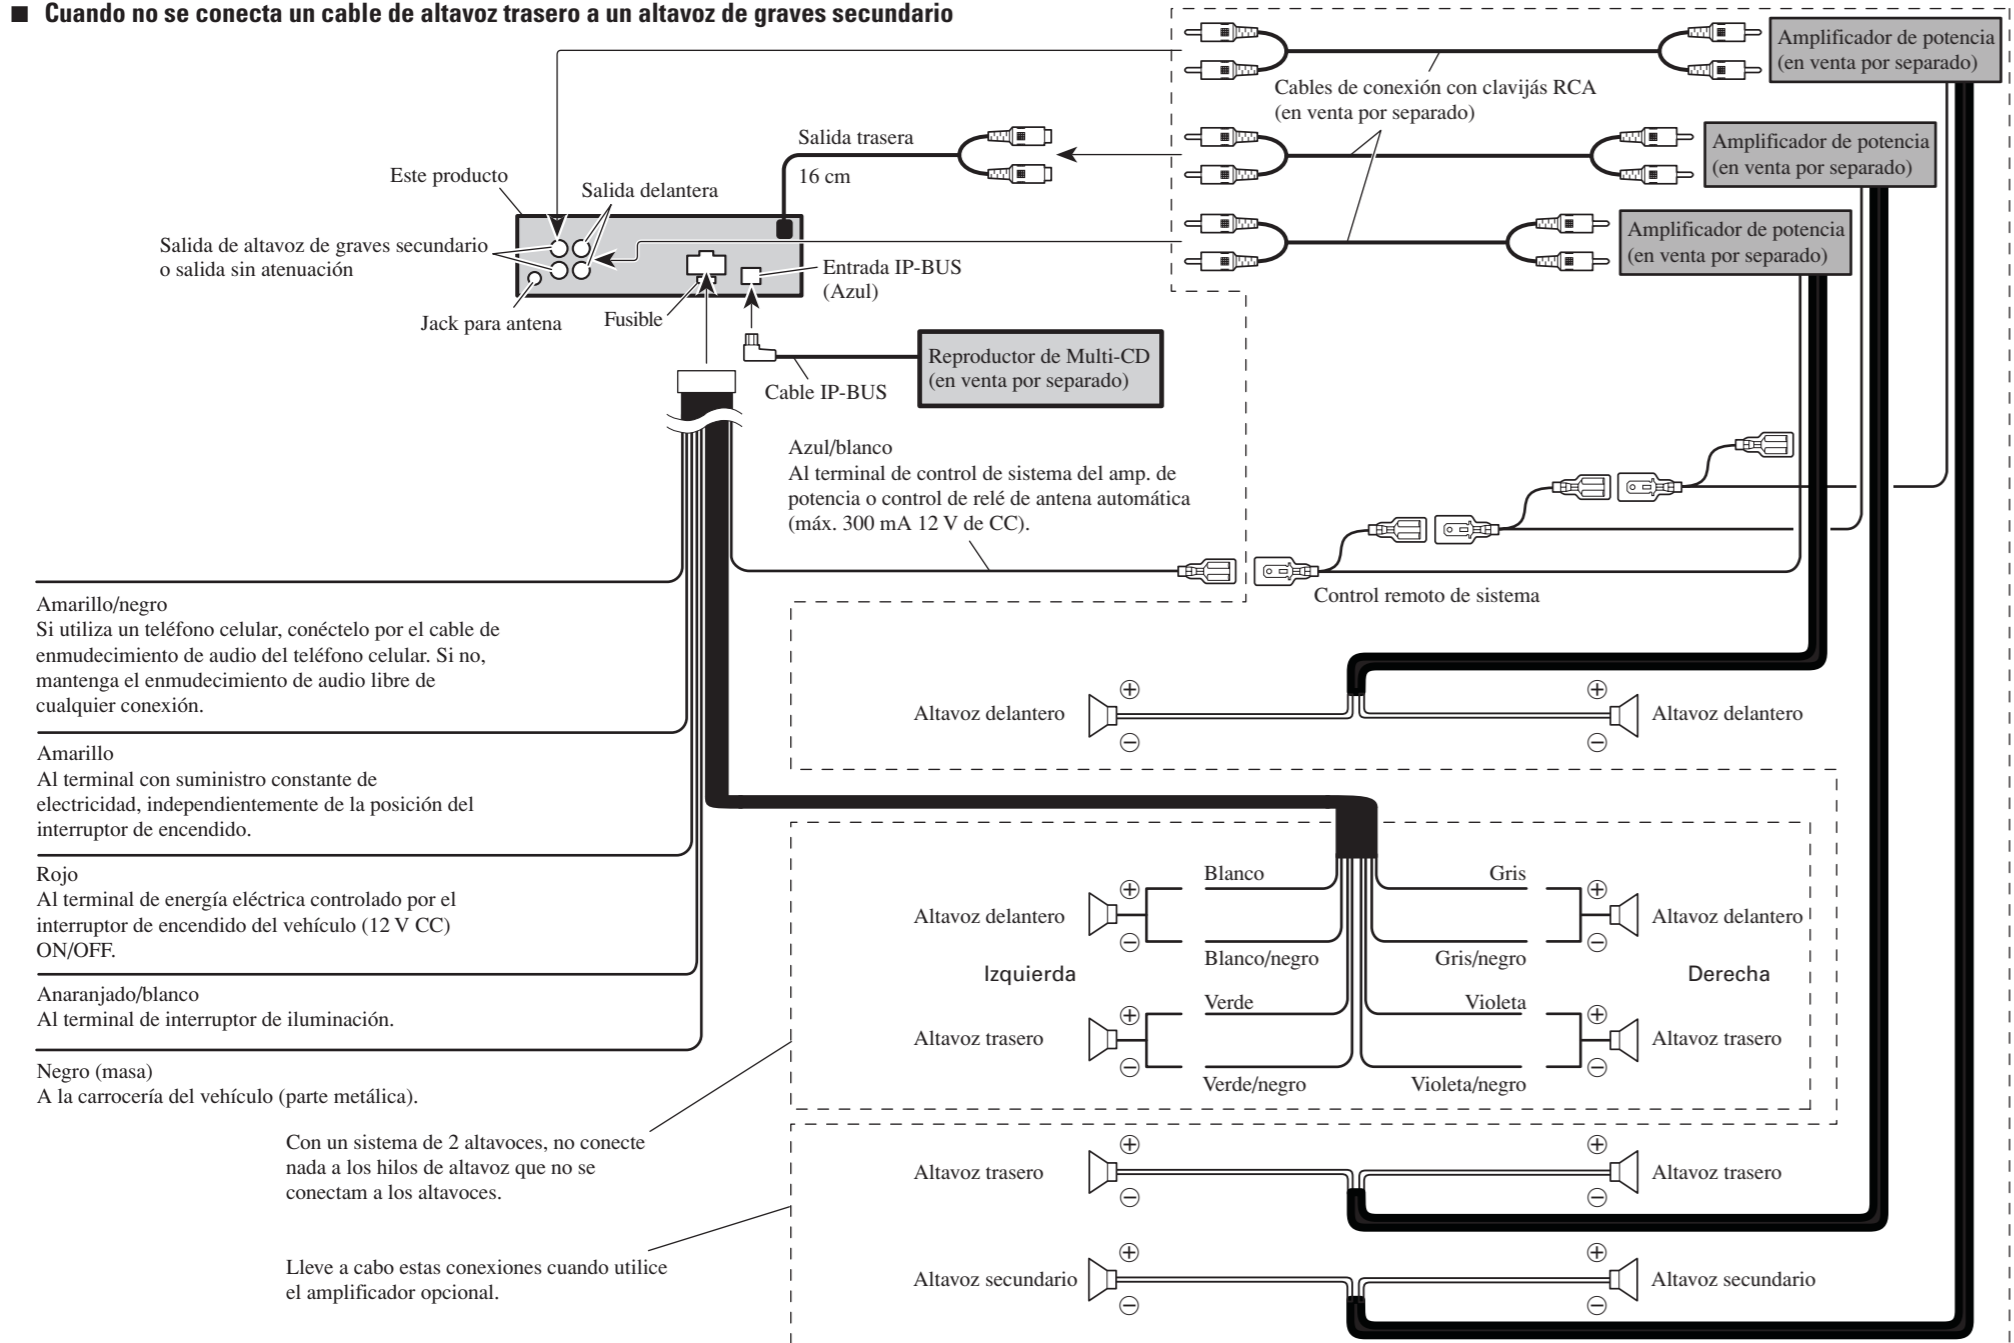 ■ Cuando no se conecta un cable de altavoz trasero a un altavoz de graves secundario
Amplificador de potencia
(en venta por separado)
Cables de conexión con clavijás RCA
(en venta por separado)
Salida trasera
16 cm
Amplificador de potencia
(en venta por separado)
Este producto
Salida delantera
Amplificador de potencia
(en venta por separado)
Salida de altavoz de graves secundario
o salida sin atenuación
Entrada IP-BUS
(Azul)
Jack para antena
Fusible
Reproductor de Multi-CD
(en venta por separado)
Cable IP-BUS
Azul/blanco
Al terminal de control de sistema del amp. de
potencia o control de relé de antena automática
(máx. 300 mA 12 V de CC).
Control remoto de sistema
Amarillo/negro
Si utiliza un teléfono celular, conéctelo por el cable de
enmudecimiento de audio del teléfono celular. Si no,
mantenga el enmudecimiento de audio libre de
cualquier conexión.
Amarillo
Al terminal con suministro constante de
electricidad, independientemente de la posición del
interruptor de encendido.
Rojo
Al terminal de energía eléctrica controlado por el
interruptor de encendido del vehículo (12 V CC)
ON/OFF.
Anaranjado/blanco
Al terminal de interruptor de iluminación.
Negro (masa)
A la carrocería del vehículo (parte metálica).
Con un sistema de 2 altavoces, no conecte
nada a los hilos de altavoz que no se
conectam a los altavoces.
Lleve a cabo estas conexiones cuando utilice
el amplificador opcional.
⊕ ⊕
Altavoz delantero Altavoz delantero
⊖ ⊖
Blanco Gris
⊕ ⊕
Altavoz delantero Altavoz delantero
⊖ ⊖
Blanco/negro Gris/negro
Izquierda Derecha
Verde Violeta
⊕ ⊕
Altavoz trasero Altavoz trasero
⊖ ⊖
Verde/negro Violeta/negro
⊕ ⊕
Altavoz trasero Altavoz trasero
⊖ ⊖
⊕ ⊕
Altavoz secundario Altavoz secundario
⊖ ⊖